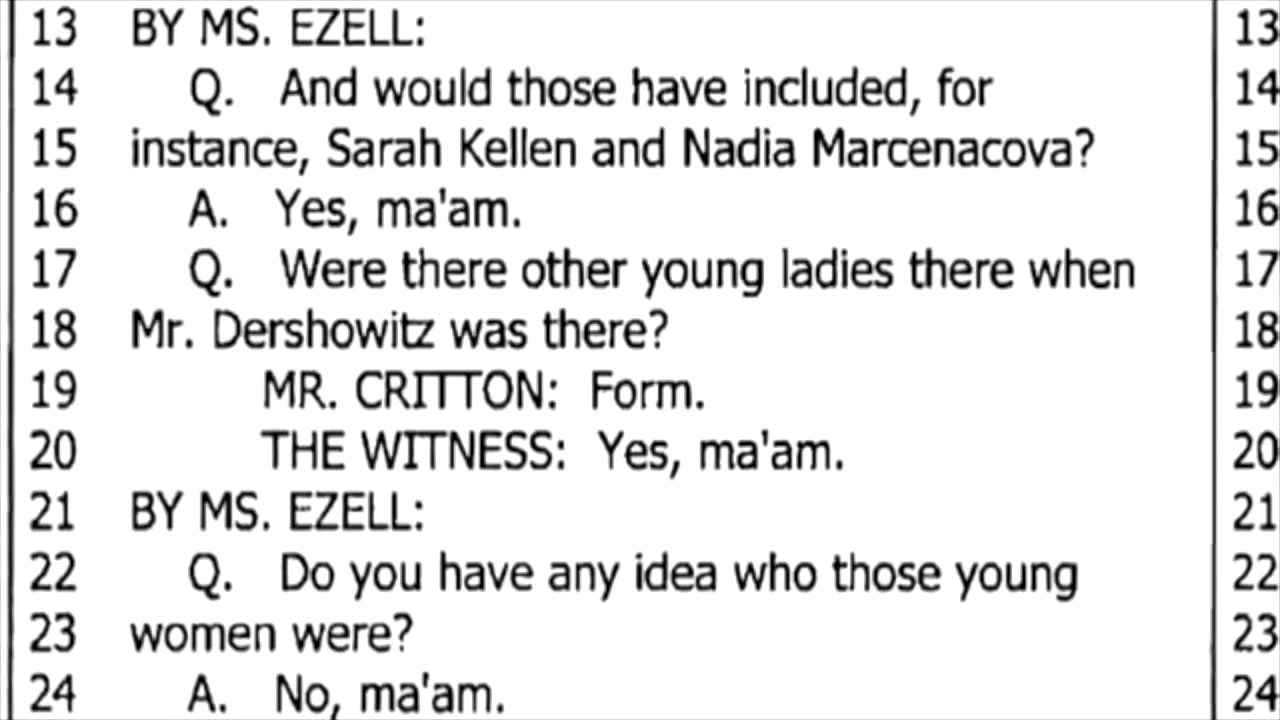 13 BY MS. EZELL: 13
14 Q. And would those have included, for 14
15 instance, Sarah Kellen and Nadia Marcenacova? 15
16 A. Yes, ma'am. 16
17 Q. Were there other young ladies there when 17
18 Mr. Dershowitz was there? 18
19 MR. CRITTON: Form. 19
20 THE WITNESS: Yes, ma'am. 20
21 BY MS. EZELL: 21
22 Q. Do you have any idea who those young 22
23 women were? 23
24 A. No, ma'am. 24